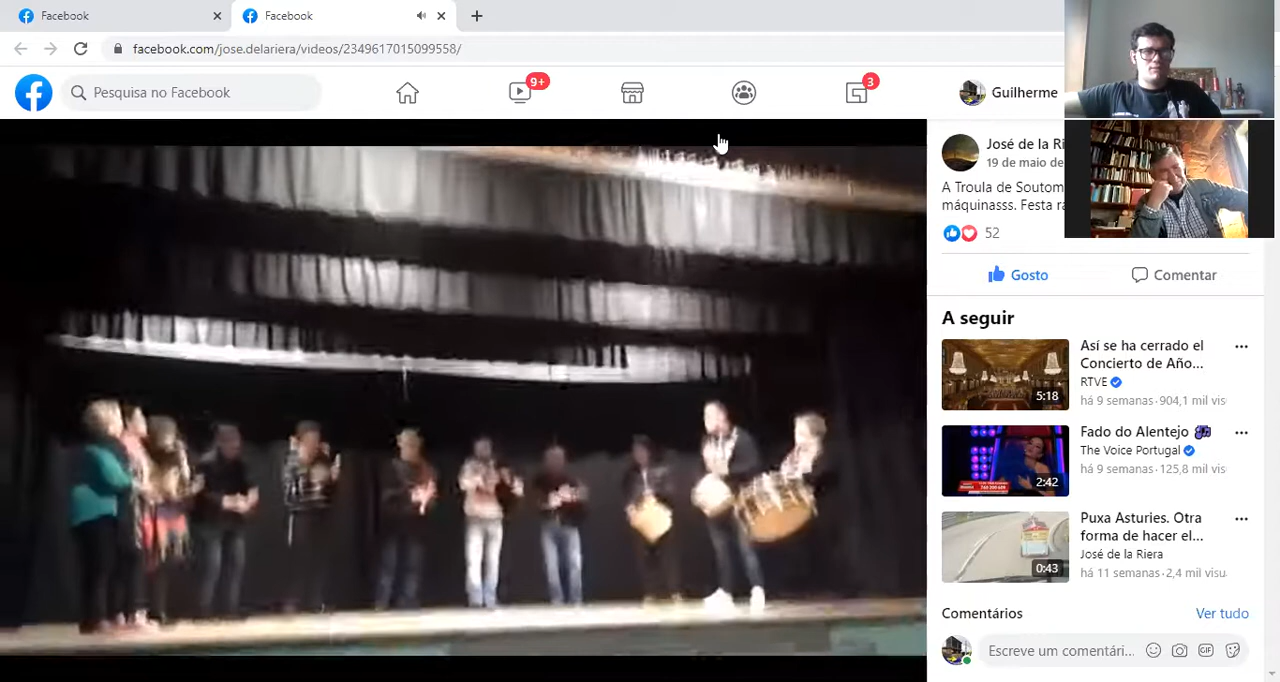 Facebook
Facebook
facebook.com/jose.delariera/videos/2349617015099558/
Pesquisa no Facebook
9+
3
Guilherme
José de la Ri
19 de maio de
A Troula de Soutom
máquinasss. Festa ra
52
Gosto
Comentar
A seguir
Así se ha cerrado el
Concierto de Año...
RTVE
há 9 semanas · 904,1 mil vis
5:18
Fado do Alentejo
The Voice Portugal
há 9 semanas · 125,8 mil vis
2:42
Puxa Asturies. Otra
forma de hacer el...
José de la Riera
há 11 semanas · 2,4 mil visu
0:43
Comentários
Ver tudo
Escreve um comentári...
GIF